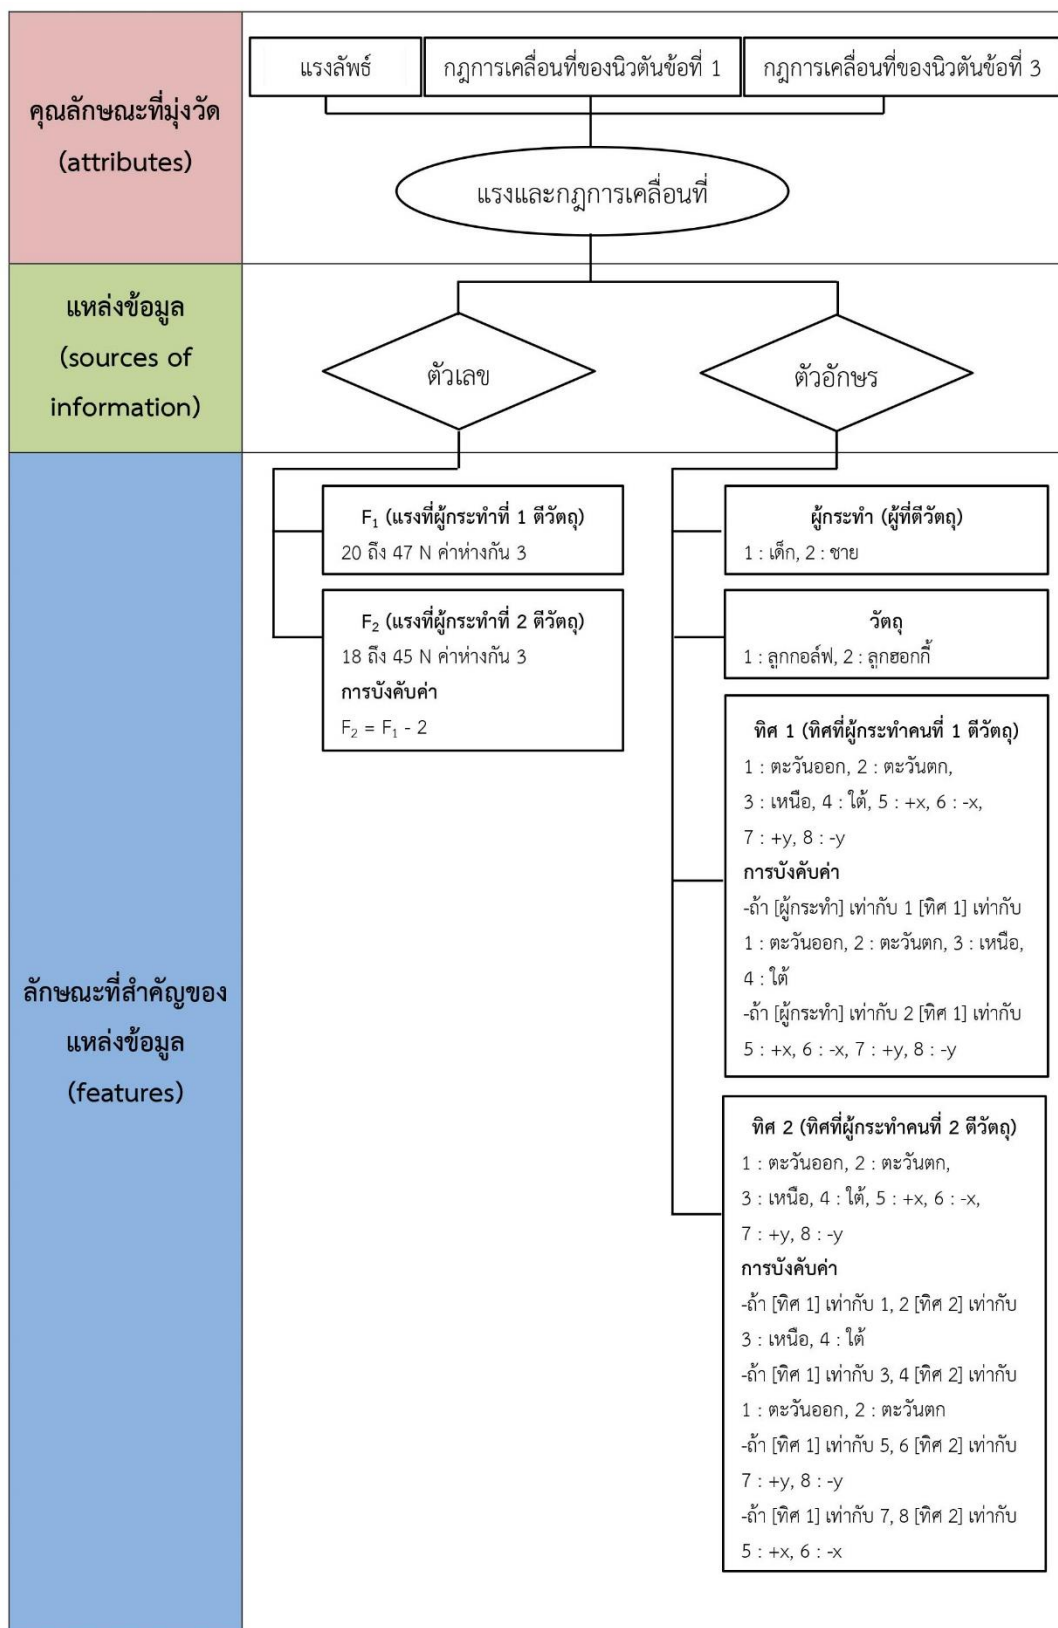 คุณลักษณะที่มุ่งวัด
(attributes)
แรงลัพธ์
กฎการเคลื่อนที่ของนิวตันข้อที่ 1
กฎการเคลื่อนที่ของนิวตันข้อที่ 3
แรงและกฎการเคลื่อนที่
แหล่งข้อมูล
(sources of
information)
ตัวเลข
ตัวอักษร
ลักษณะที่สำคัญของ
แหล่งข้อมูล
(features)
F₁ (แรงที่ผู้กระทำที่ 1 ตีวัตถุ)
20 ถึง 47 N ค่าห่างกัน 3
F₂ (แรงที่ผู้กระทำที่ 2 ตีวัตถุ)
18 ถึง 45 N ค่าห่างกัน 3
การบังคับค่า
F₂ = F₁ - 2
ผู้กระทำ (ผู้ที่ตีวัตถุ)
1 : เด็ก, 2 : ชาย
วัตถุ
1 : ลูกกอล์ฟ, 2 : ลูกฮอกกี้
ทิศ 1 (ทิศที่ผู้กระทำคนที่ 1 ตีวัตถุ)
1 : ตะวันออก, 2 : ตะวันตก,
3 : เหนือ, 4 : ใต้, 5 : +x, 6 : -x,
7 : +y, 8 : -y
การบังคับค่า
-ถ้า [ผู้กระทำ] เท่ากับ 1 [ทิศ 1] เท่ากับ
1 : ตะวันออก, 2 : ตะวันตก, 3 : เหนือ,
4 : ใต้
-ถ้า [ผู้กระทำ] เท่ากับ 2 [ทิศ 1] เท่ากับ
5 : +x, 6 : -x, 7 : +y, 8 : -y
ทิศ 2 (ทิศที่ผู้กระทำคนที่ 2 ตีวัตถุ)
1 : ตะวันออก, 2 : ตะวันตก,
3 : เหนือ, 4 : ใต้, 5 : +x, 6 : -x,
7 : +y, 8 : -y
การบังคับค่า
-ถ้า [ทิศ 1] เท่ากับ 1, 2 [ทิศ 2] เท่ากับ
3 : เหนือ, 4 : ใต้
-ถ้า [ทิศ 1] เท่ากับ 3, 4 [ทิศ 2] เท่ากับ
1 : ตะวันออก, 2 : ตะวันตก
-ถ้า [ทิศ 1] เท่ากับ 5, 6 [ทิศ 2] เท่ากับ
7 : +y, 8 : -y
-ถ้า [ทิศ 1] เท่ากับ 7, 8 [ทิศ 2] เท่ากับ
5 : +x, 6 : -x